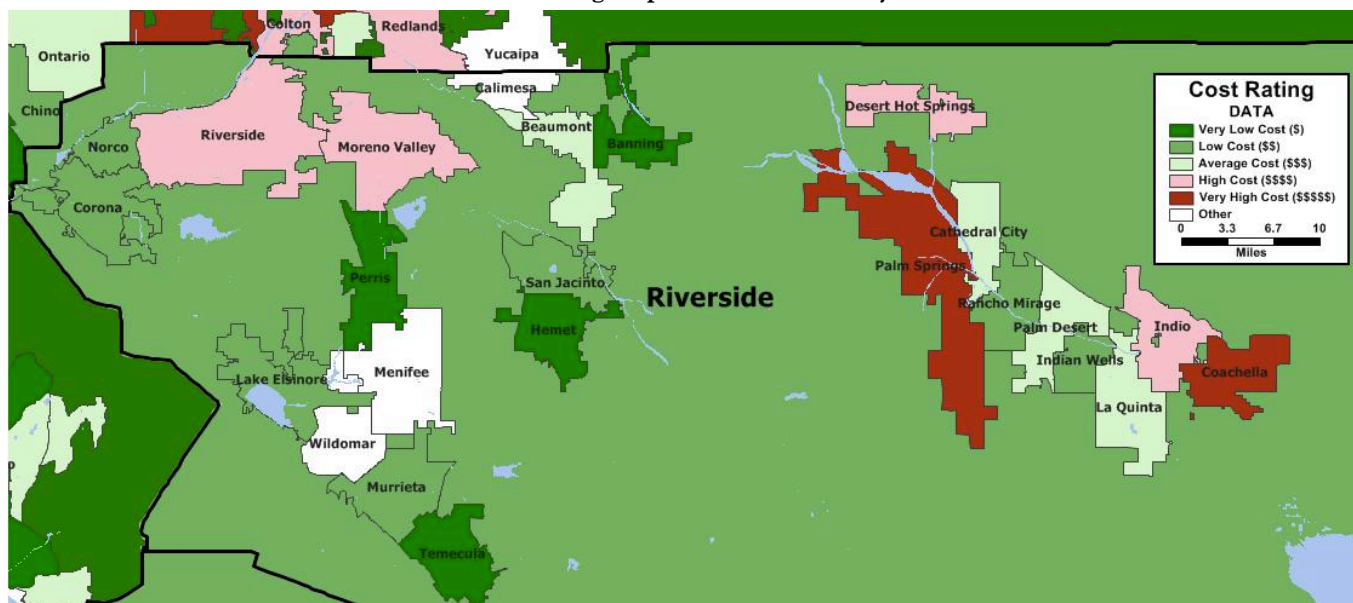 Colton
Redlands
Ontario
Yucaipa
Calimesa
Chino
Desert Hot Springs
Riverside
Beaumont
Norco
Moreno Valley
Banning
Corona
Cathedral City
Palm Springs
Perris
San Jacinto
Riverside
Rancho Mirage
Hemet
Palm Desert
Indio
Indian Wells
Menifee
Coachella
Lake Elsinore
La Quinta
Wildomar
Murrieta
Temecula
Cost Rating
DATA
Very Low Cost ($)
Low Cost ($$)
Average Cost ($$$)
High Cost ($$$$)
Very High Cost ($$$$$)
Other
0 3.3 6.7 10
Miles